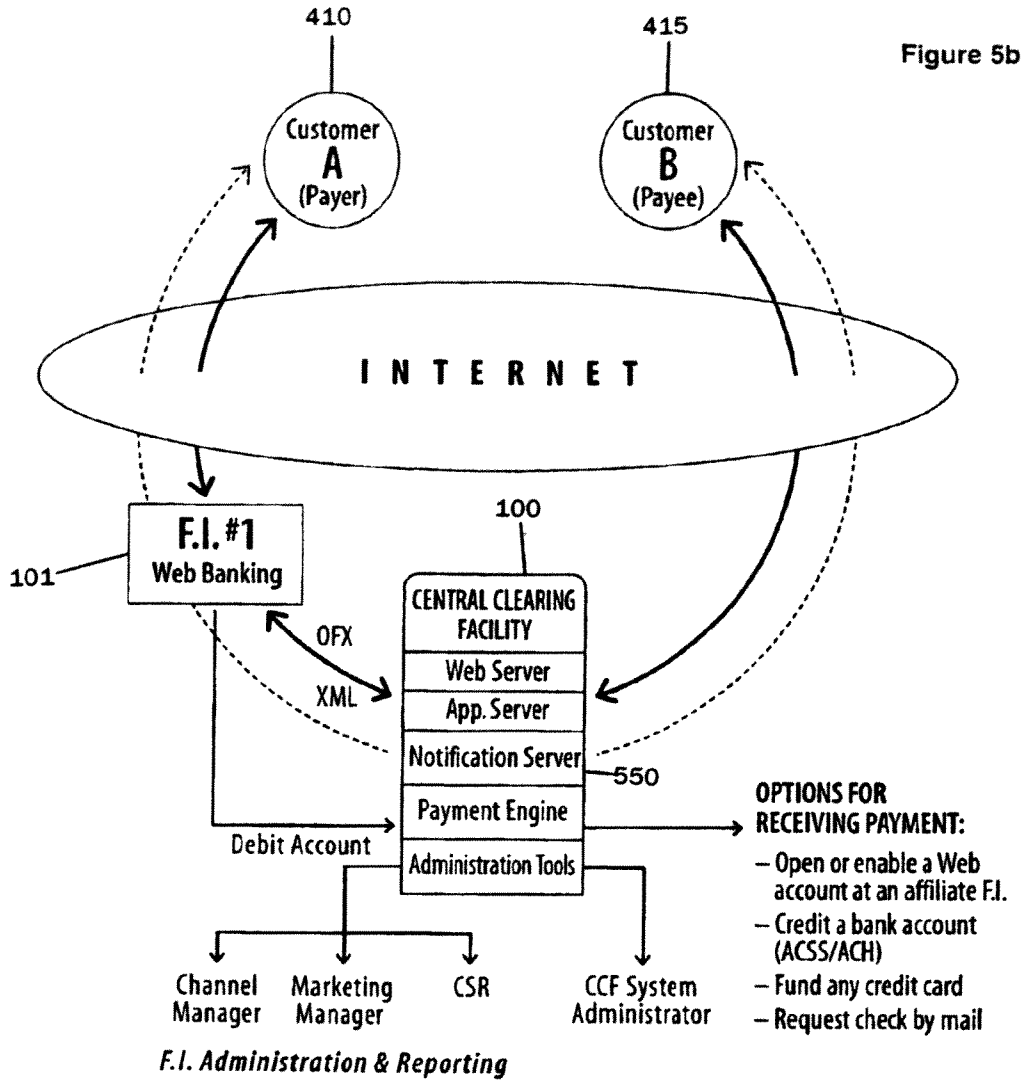 410
415
Figure 5b
Customer
A
(Payer)
Customer
B
(Payee)
INTERNET
F.I. #1
Web Banking
101
100
OFX
XML
CENTRAL CLEARING
FACILITY
Web Server
App. Server
Notification Server
550
Payment Engine
Administration Tools
Debit Account
OPTIONS FOR
RECEIVING PAYMENT:
– Open or enable a Web
account at an affiliate F.I.
– Credit a bank account
(ACSS/ACH)
– Fund any credit card
– Request check by mail
Channel
Manager
Marketing
Manager
CSR
CCF System
Administrator
F.I. Administration & Reporting